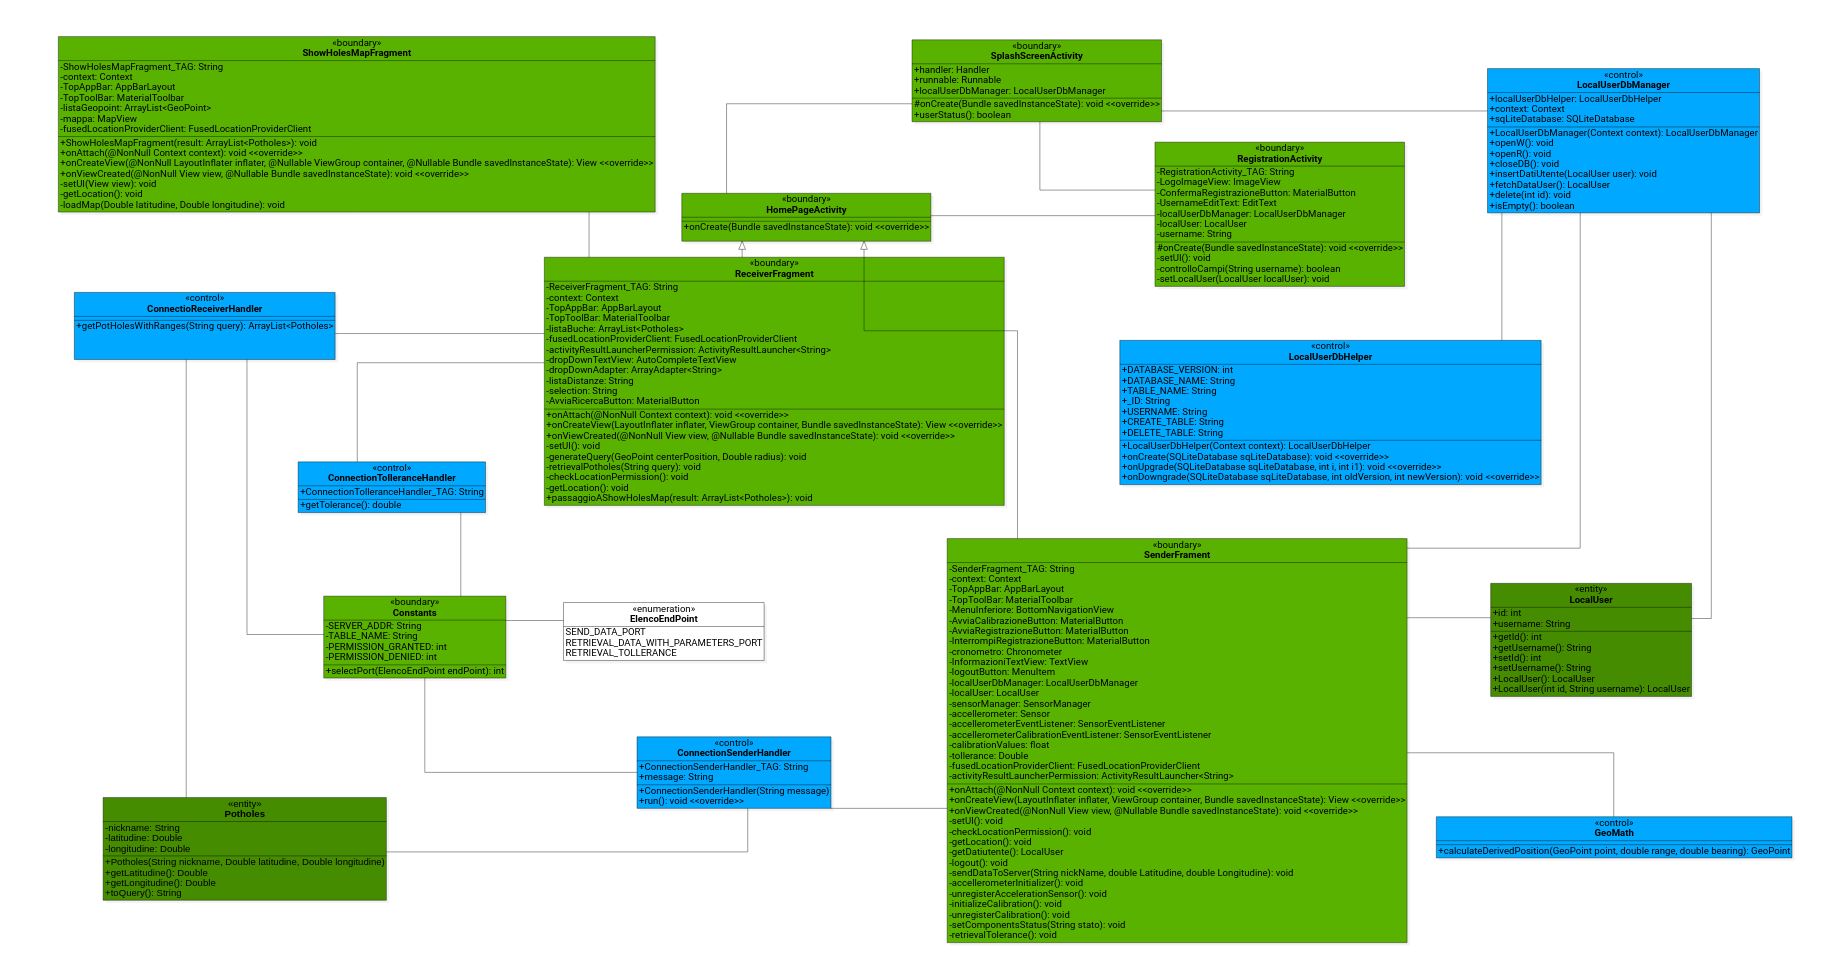 «boundary»
ShowHolesMapFragment
-ShowHolesMapFragment_TAG: String
-context: Context
-TopAppBar: AppBarLayout
-TopToolBar: MaterialToolbar
-listaGeopoint: ArrayList<GeoPoint>
-mappa: MapView
-fusedLocationProviderClient: FusedLocationProviderClient
+ShowHolesMapFragment(result: ArrayList<Potholes>): void
+onAttach(@NonNull Context context): void <<override>>
+onCreateView(@NonNull LayoutInflater inflater, @Nullable ViewGroup container, @Nullable Bundle savedInstanceState): View <<override>>
+onViewCreated(@NonNull View view, @Nullable Bundle savedInstanceState): void <<override>>
-setUI(View view): void
-getLocation(): void
-loadMap(Double latitudine, Double longitudine): void
«boundary»
SplashScreenActivity
+handler: Handler
+runnable: Runnable
+localUserDbManager: LocalUserDbManager
#onCreate(Bundle savedInstanceState): void <<override>>
+userStatus(): boolean
«control»
LocalUserDbManager
+localUserDbHelper: LocalUserDbHelper
+context: Context
+sqLiteDatabase: SQLiteDatabase
+LocalUserDbManager(Context context): LocalUserDbManager
+openW(): void
+openR(): void
+closeDB(): void
+insertDatiUtente(LocalUser user): void
+fetchDataUser(): LocalUser
+delete(int id): void
+isEmpty(): boolean
«boundary»
RegistrationActivity
-RegistrationActivity_TAG: String
-LogoImageView: ImageView
-ConfermaRegistrazioneButton: MaterialButton
-UsernameEditText: EditText
-localUserDbManager: LocalUserDbManager
-localUser: LocalUser
-username: String
#onCreate(Bundle savedInstanceState): void <<override>>
-setUI(): void
-controlloCampi(String username): boolean
-setLocalUser(LocalUser localUser): void
«boundary»
HomePageActivity
+onCreate(Bundle savedInstanceState): void <<override>>
«boundary»
ReceiverFragment
-ReceiverFragment_TAG: String
-context: Context
-TopAppBar: AppBarLayout
-TopToolBar: MaterialToolbar
-listaBuche: ArrayList<Potholes>
-fusedLocationProviderClient: FusedLocationProviderClient
-activityResultLauncherPermission: ActivityResultLauncher<String>
-dropDownTextView: AutoCompleteTextView
-dropDownAdapter: ArrayAdapter<String>
-listaDistanze: String
-selection: String
-AvviaRicercaButton: MaterialButton
+onAttach(@NonNull Context context): void <<override>>
+onCreateView(LayoutInflater inflater, ViewGroup container, Bundle savedInstanceState): View <<override>>
+onViewCreated(@NonNull View view, @Nullable Bundle savedInstanceState): void <<override>>
-setUI(): void
-generateQuery(GeoPoint centerPosition, Double radius): void
-retrievalPotholes(String query): void
-checkLocationPermission(): void
-getLocation(): void
+passaggioAShowHolesMap(result: ArrayList<Potholes>): void
«control»
ConnectioReceiverHandler
+getPotHolesWithRanges(String query): ArrayList<Potholes>
«control»
LocalUserDbHelper
+DATABASE_VERSION: int
+DATABASE_NAME: String
+TABLE_NAME: String
+_ID: String
+USERNAME: String
+CREATE_TABLE: String
+DELETE_TABLE: String
+LocalUserDbHelper(Context context): LocalUserDbHelper
+onCreate(SQLiteDatabase sqLiteDatabase): void <<override>>
+onUpgrade(SQLiteDatabase sqLiteDatabase, int i, int i1): void <<override>>
+onDowngrade(SQLiteDatabase sqLiteDatabase, int oldVersion, int newVersion): void <<override>>
«control»
ConnectionTolleranceHandler
+ConnectionTolleranceHandler_TAG: String
+getTolerance(): double
«boundary»
Constants
-SERVER_ADDR: String
-TABLE_NAME: String
-PERMISSION_GRANTED: int
-PERMISSION_DENIED: int
+selectPort(ElencoEndPoint endPoint): int
«enumeration»
ElencoEndPoint
SEND_DATA_PORT
RETRIEVAL_DATA_WITH_PARAMETERS_PORT
RETRIEVAL_TOLLERANCE
«boundary»
SenderFrament
-SenderFragment_TAG: String
-context: Context
-TopAppBar: AppBarLayout
-TopToolBar: MaterialToolbar
-MenuInferiore: BottomNavigationView
-AvviaCalibrazioneButton: MaterialButton
-AvviaRegistrazioneButton: MaterialButton
-InterrompiRegistrazioneButton: MaterialButton
-cronometro: Chronometer
-InformazioniTextView: TextView
-logoutButton: MenuItem
-localUserDbManager: LocalUserDbManager
-localUser: LocalUser
-sensorManager: SensorManager
-accellerometer: Sensor
-accellerometerEventListener: SensorEventListener
-accellerometerCalibrationEventListener: SensorEventListener
-calibrationValues: float
-tollerance: Double
-fusedLocationProviderClient: FusedLocationProviderClient
-activityResultLauncherPermission: ActivityResultLauncher<String>
+onAttach(@NonNull Context context): void <<override>>
+onCreateView(LayoutInflater inflater, ViewGroup container, Bundle savedInstanceState): View <<override>>
+onViewCreated(@NonNull View view, @Nullable Bundle savedInstanceState): void <<override>>
-setUI(): void
-checkLocationPermission(): void
-getLocation(): void
-getDatiutente(): LocalUser
-logout(): void
-sendDataToServer(String nickName, double Latitudine, double Longitudine): void
-accelerometerInitializer(): void
-unregisterAccelerationSensor(): void
-initializeCalibration(): void
-unregisterCalibration(): void
-setComponentsStatus(String stato): void
-retrievalTolerance(): void
«entity»
LocalUser
+id: int
+username: String
+getId(): int
+getUsername(): String
+setId(): int
+setUsername(): String
+LocalUser(): LocalUser
+LocalUser(int id, String username): LocalUser
«control»
ConnectionSenderHandler
+ConnectionSenderHandler_TAG: String
+message: String
+ConnectionSenderHandler(String message)
+run(): void <<override>>
«entity»
Potholes
-nickname: String
-latitudine: Double
-longitudine: Double
+Potholes(String nickname, Double latitudine, Double longitudine)
+getLatitudine(): Double
+getLongitudine(): Double
+toQuery(): String
«control»
GeoMath
+calculateDerivedPosition(GeoPoint point, double range, double bearing): GeoPoint